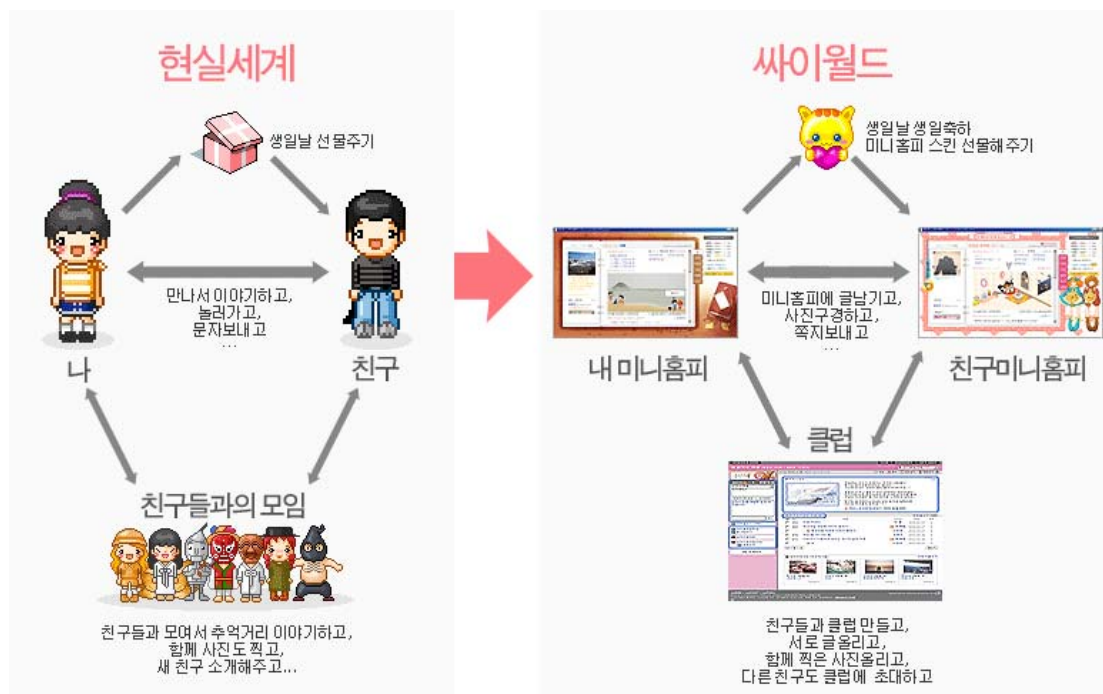 현실세계
생일날 선물주기
만나서 이야기하고,
놀러가고,
문자보내고
...
나
친구
친구들과의 모임
친구들과 모여서 추억거리 이야기하고,
함께 사진도 찍고,
새 친구 소개해주고...
싸이월드
생일날 생일축하
미니홈피 스킨 선물해주기
미니홈피에 글남기고,
사진구경하고,
쪽지보내고
...
내 미니홈피
친구미니홈피
클럽
친구들과 클럽 만들고,
서로 글올리고,
함께 찍은 사진올리고,
다른친구도 클럽에 초대하고